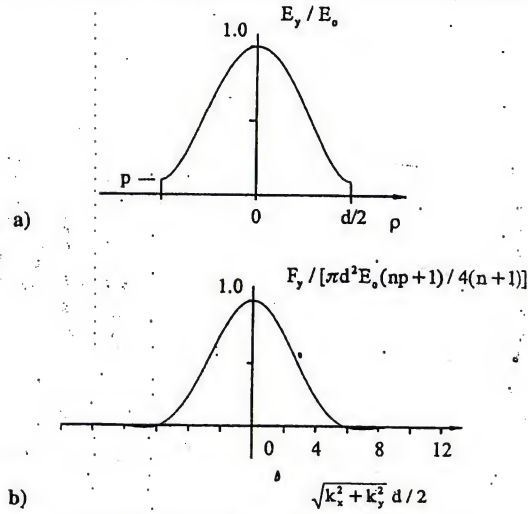 E_y / E_o
1.0
p
0
d/2
ρ
a)
F_y / [πd²E_o(np+1) / 4(n+1)]
1.0
0
4
8
12
√k_x²+k_y² d/2
b)